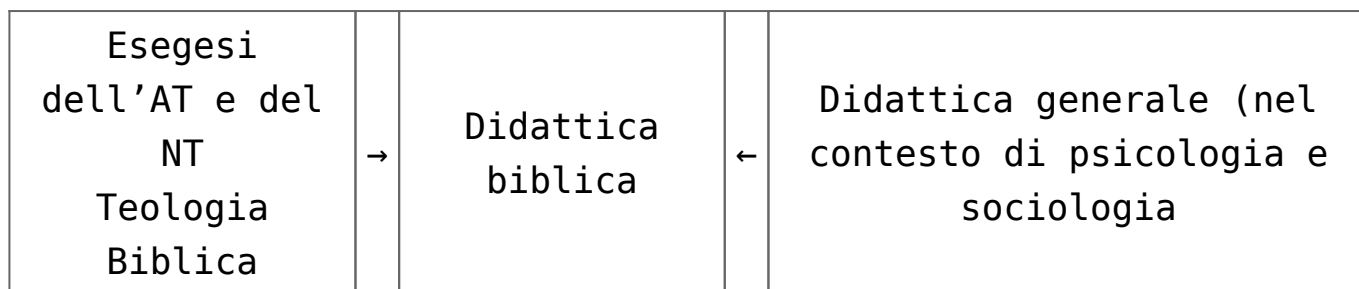 Esegesi
dell’AT e del
NT
Teologia
Biblica
→
Didattica
biblica
←
Didattica generale (nel
contesto di psicologia e
sociologia